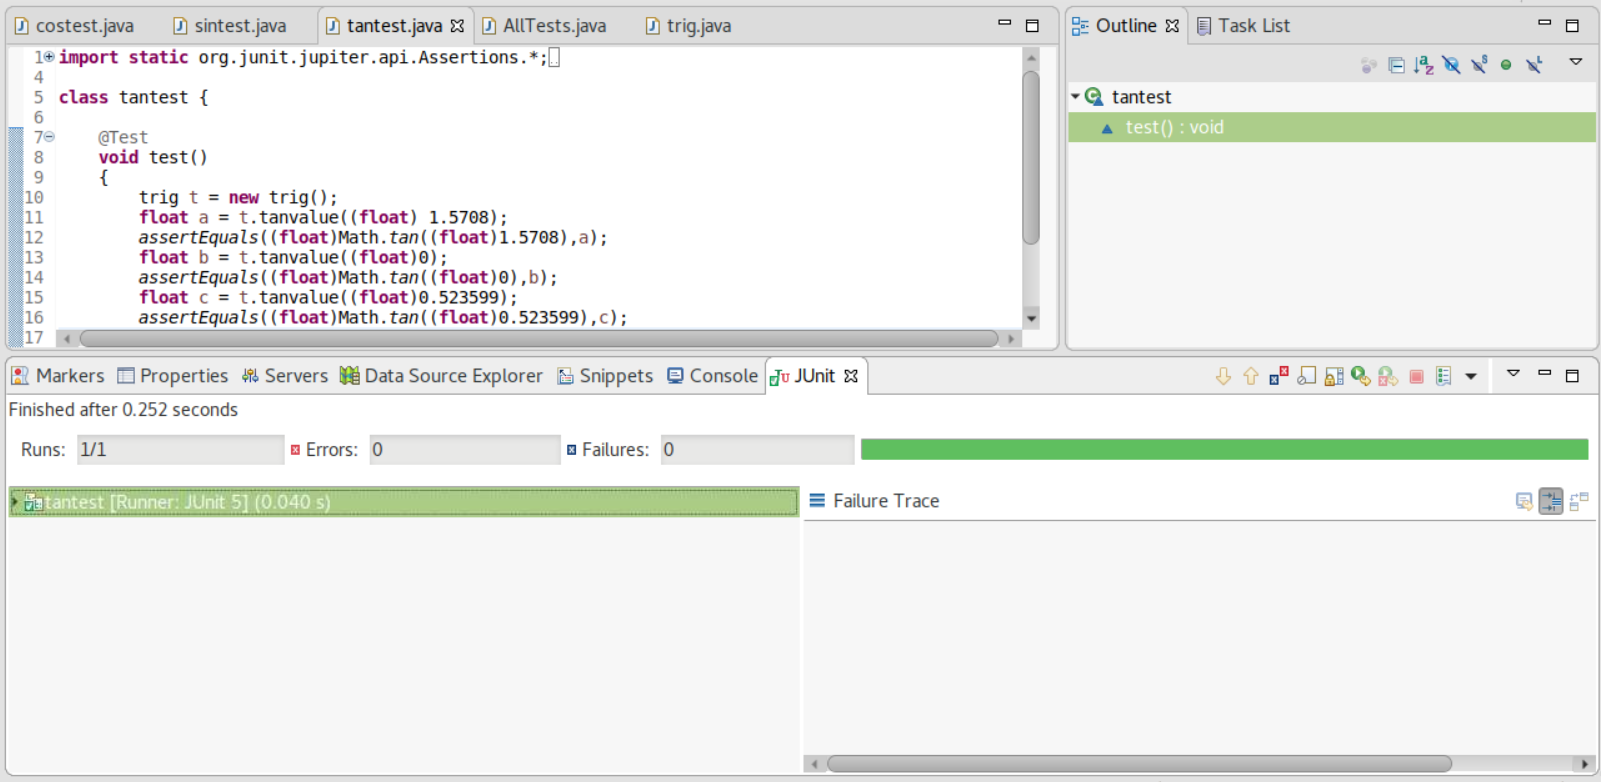 costest.java sintest.java tantest.java AllTests.java trig.java
1 import static org.junit.jupiter.api.Assertions.*;
4
5 class tantest {
6
7 @Test
8 void test()
9 {
10 trig t = new trig();
11 float a = t.tanvalue((float) 1.5708);
12 assertEquals((float)Math.tan((float)1.5708),a);
13 float b = t.tanvalue((float)0);
14 assertEquals((float)Math.tan((float)0),b);
15 float c = t.tanvalue((float)0.523599);
16 assertEquals((float)Math.tan((float)0.523599),c);
17
Outline Task List
tantest
test() : void
Markers Properties Servers Data Source Explorer Snippets Console JUnit
Finished after 0.252 seconds
Runs: 1/1 Errors: 0 Failures: 0
tantest [Runner: JUnit 5] (0.040 s)
Failure Trace